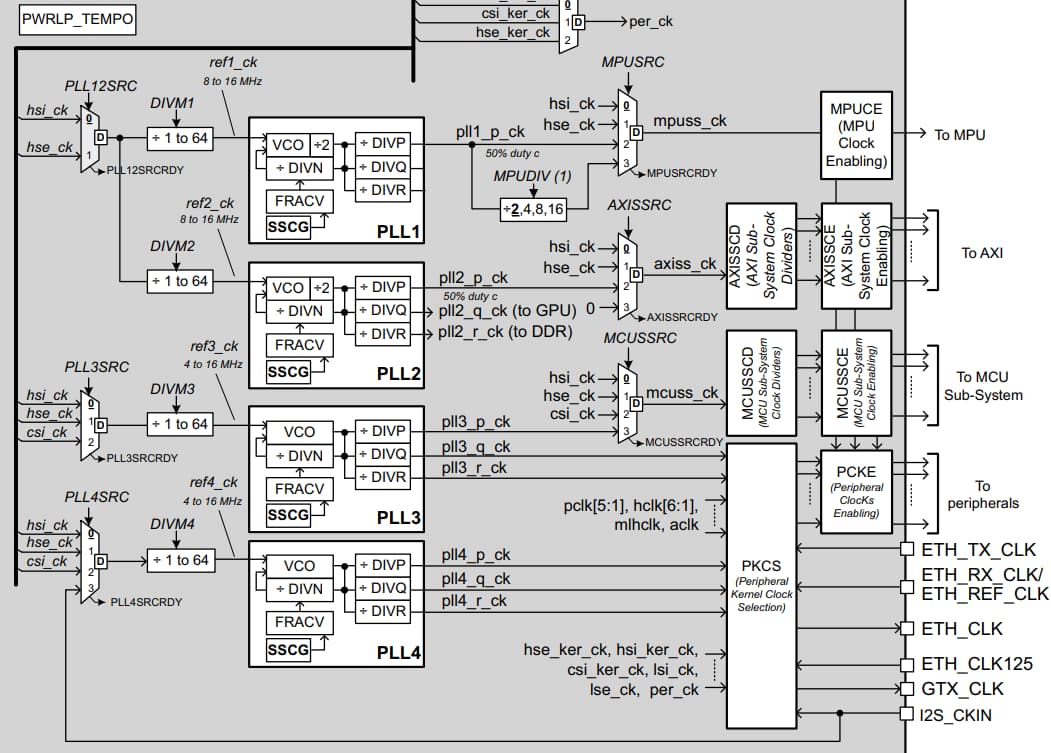 PWRLP_TEMPO
csi_ker_ck
hse_ker_ck
0
1
2
D
per_ck
PLL12SRC
hsi_ck
hse_ck
0
1
D
PLL12SRCRDY
DIVM1
÷ 1 to 64
ref1_ck
8 to 16 MHz
VCO
÷2
÷ DIVN
FRACV
SSCG
÷ DIVP
÷ DIVQ
÷ DIVR
PLL1
pll1_p_ck
50% duty c
MPUDIV (1)
÷2,4,8,16
MPUSRC
hsi_ck
hse_ck
0
1
2
3
D
MPUSRCRDY
mpuss_ck
MPUCE
(MPU
Clock
Enabling)
To MPU
DIVM2
÷ 1 to 64
ref2_ck
8 to 16 MHz
VCO
÷2
÷ DIVN
FRACV
SSCG
÷ DIVP
÷ DIVQ
÷ DIVR
PLL2
pll2_p_ck
50% duty c
pll2_q_ck (to GPU)
pll2_r_ck (to DDR)
AXISSRC
hsi_ck
hse_ck
0
0
1
2
3
D
AXISSRCRDY
axiss_ck
AXISSCD
(AXI Sub-
System Clock
Dividers)
AXISSCE
(AXI Sub-
System Clock
Enabling)
To AXI
PLL3SRC
hsi_ck
hse_ck
csi_ck
0
1
2
D
PLL3SRCRDY
DIVM3
÷ 1 to 64
ref3_ck
4 to 16 MHz
VCO
÷ DIVN
FRACV
SSCG
÷ DIVP
÷ DIVQ
÷ DIVR
PLL3
pll3_p_ck
pll3_q_ck
pll3_r_ck
MCUSSRC
hsi_ck
hse_ck
csi_ck
0
1
2
3
D
MCUSSRCRDY
mcuss_ck
MCUSSCD
(MCU Sub-System
Clock Dividers)
MCUSSCE
(MCU Sub-System
Clock Enabling)
To MCU
Sub-System
PLL4SRC
hsi_ck
hse_ck
csi_ck
0
1
2
3
D
PLL4SRCRDY
DIVM4
÷ 1 to 64
ref4_ck
4 to 16 MHz
VCO
÷ DIVN
FRACV
SSCG
÷ DIVP
÷ DIVQ
÷ DIVR
PLL4
pll4_p_ck
pll4_q_ck
pll4_r_ck
pclk[5:1], hclk[6:1],
mlhclk, aclk
hse_ker_ck, hsi_ker_ck,
csi_ker_ck, lsi_ck,
lse_ck, per_ck
PKCS
(Peripheral
Kernel Clock
Selection)
PCKE
(Peripheral
ClocKs
Enabling)
To
peripherals
ETH_TX_CLK
ETH_RX_CLK/
ETH_REF_CLK
ETH_CLK
ETH_CLK125
GTX_CLK
I2S_CKIN